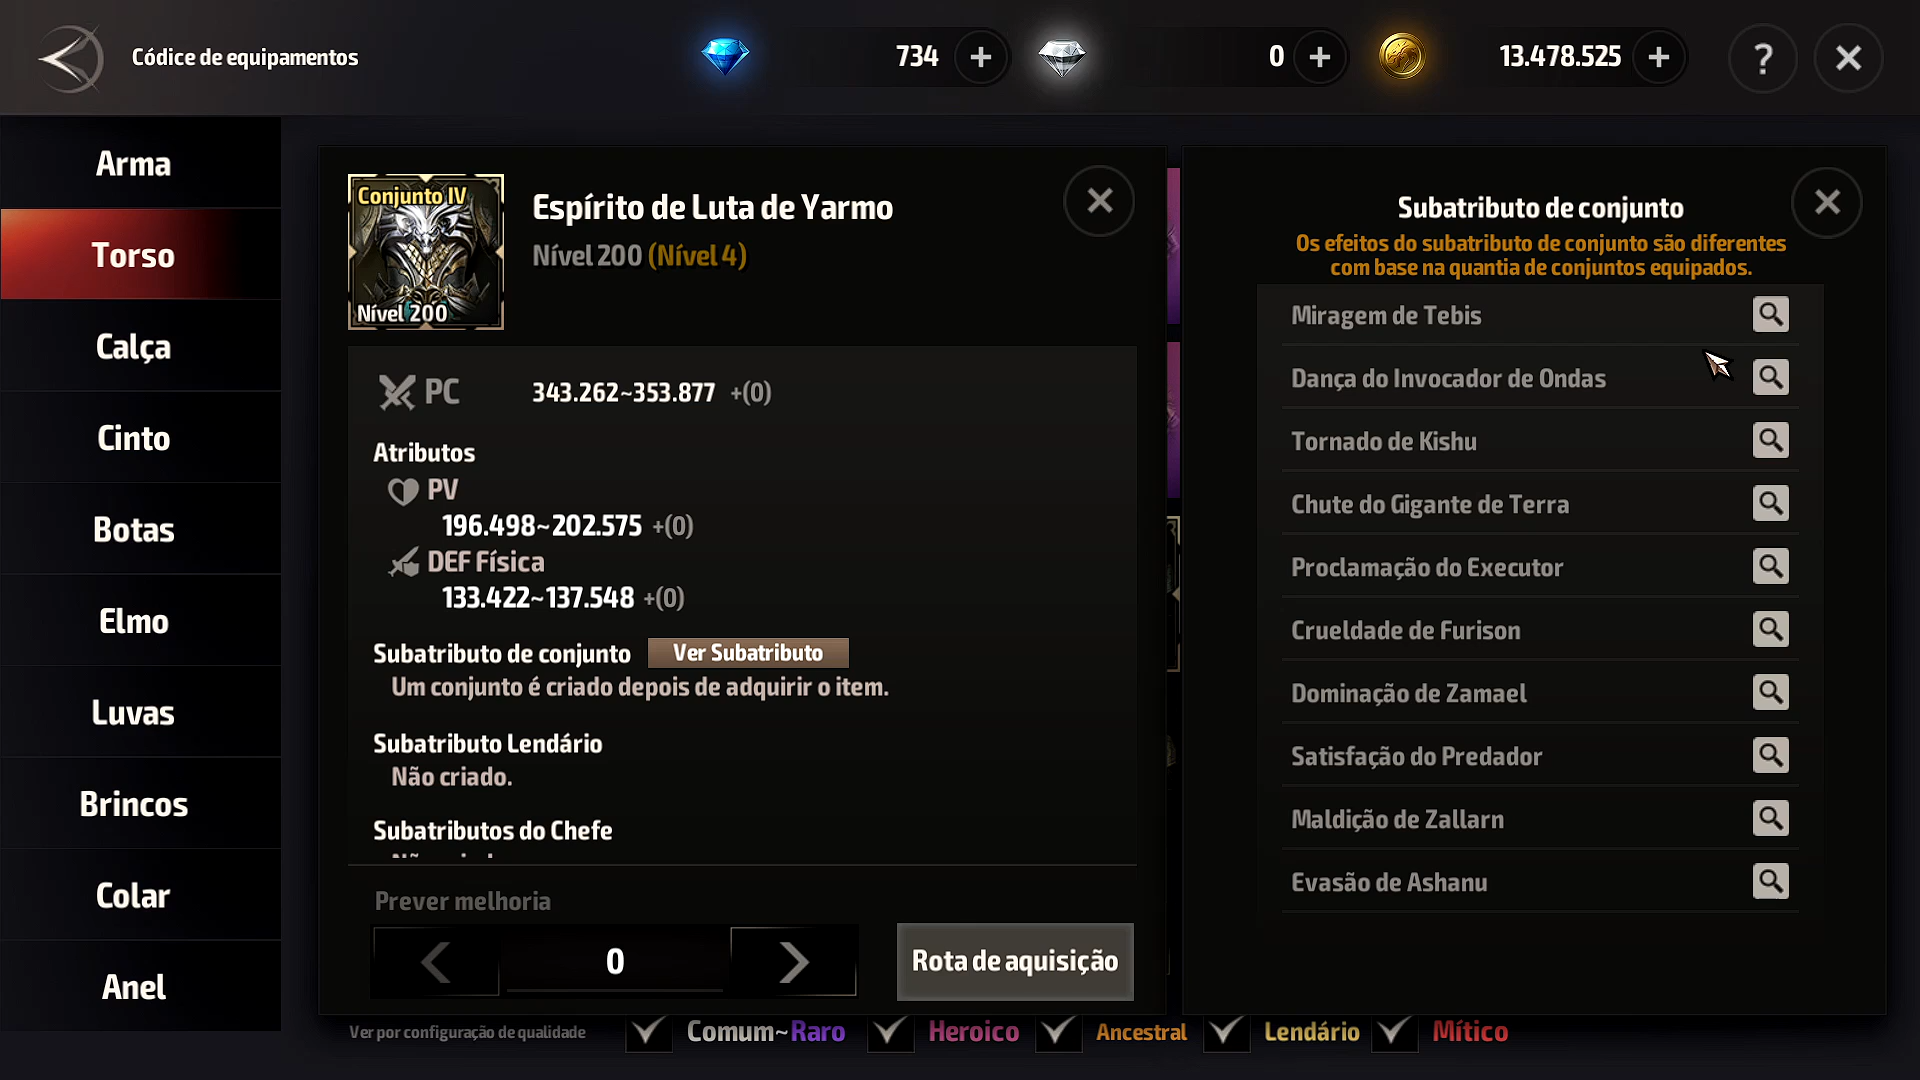 Códice de equipamentos
734
0
13.478.525
?
Arma
Torso
Calça
Cinto
Botas
Elmo
Luvas
Brincos
Colar
Anel
Conjunto IV
Nível 200
Espírito de Luta de Yarmo
Nível 200 (Nível 4)
PC 343.262~353.877 +(0)
Atributos
PV
196.498~202.575 +(0)
DEF Física
133.422~137.548 +(0)
Subatributo de conjunto Ver Subatributo
Um conjunto é criado depois de adquirir o item.
Subatributo Lendário
Não criado.
Subatributos do Chefe
Prever melhoria
0
Rota de aquisição
Subatributo de conjunto
Os efeitos do subatributo de conjunto são diferentes
com base na quantia de conjuntos equipados.
Miragem de Tebis
Dança do Invocador de Ondas
Tornado de Kishu
Chute do Gigante de Terra
Proclamação do Executor
Crueldade de Furison
Dominação de Zamael
Satisfação do Predador
Maldição de Zallarn
Evasão de Ashanu
Ver por configuração de qualidade Comum~Raro Heroico Ancestral Lendário Mítico